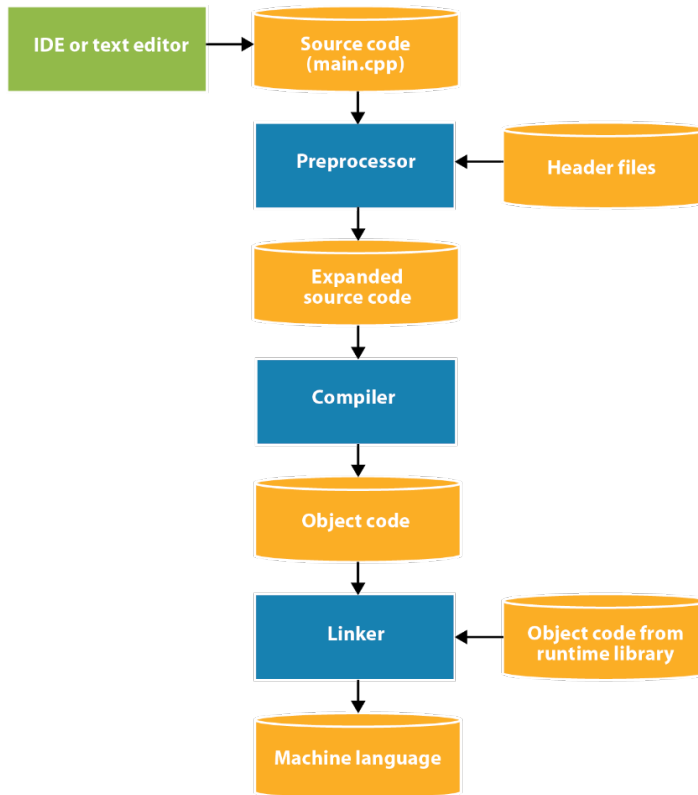 IDE or text editor
Source code
(main.cpp)
Preprocessor
Header files
Expanded
source code
Compiler
Object code
Linker
Object code from
runtime library
Machine language